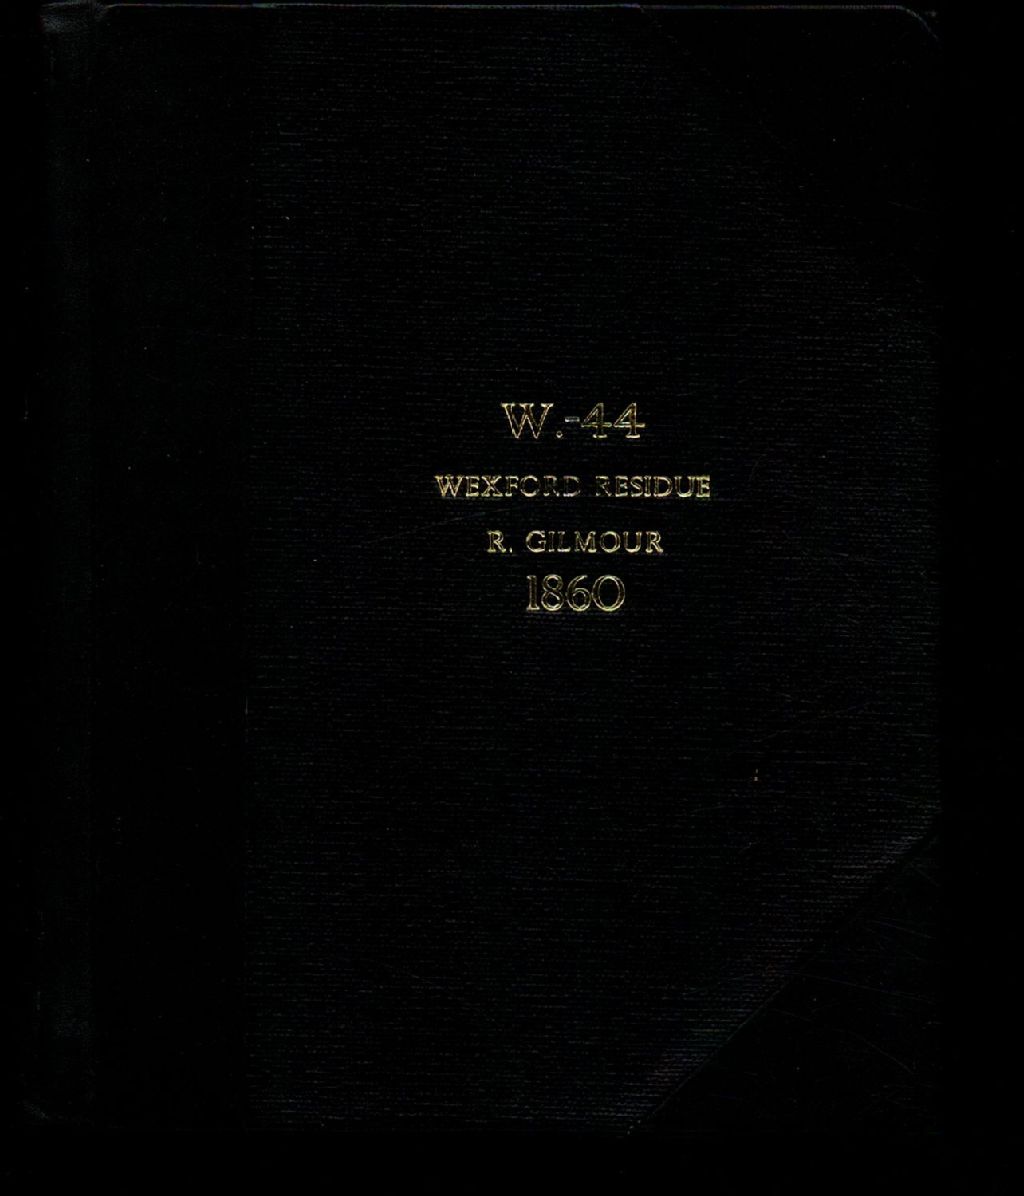 W.-44
WEXFORD RESIDUE
R. GILMOUR
1860